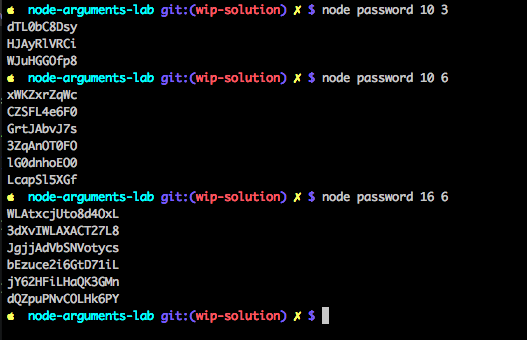 node-arguments-lab git:(wip-solution) ✗ $ node password 10 3
dTL0bC8Dsy
HJAyRlVRCi
WJuHGGOfp8
node-arguments-lab git:(wip-solution) ✗ $ node password 10 6
xWKZxrZqWc
CZSFL4e6F0
GrtJAbvJ7s
3ZqAnOT0FO
lG0dnhoEO0
LcapSl5XGf
node-arguments-lab git:(wip-solution) ✗ $ node password 16 6
WLAtxcjUto8d4OxL
3dXvIWLAXACT27L8
JgjjAdVbSNVotycs
bEzuce2i6GtD71iL
jY62HFiLHaQK3GMn
dQZpuPNvCOLHk6PY
node-arguments-lab git:(wip-solution) ✗ $